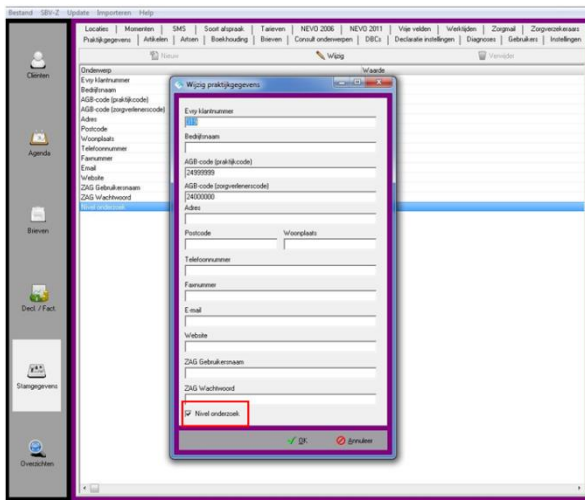 Bestand SBV-Z Update Importeren Help
Locaties Momenten SMS Soort afspraak Tarieven NEVO 2006 NEVO 2011 Vrije velden Werktijden Zorgmail Zorgverzekeraars
Praktijkgegevens Artikelen Artsen Boekhouding Brieven Consult onderwerpen DBCs Declaratie instellingen Diagnoses Gebruikers Instellingen
Nieuw Wijzig Verwijder
Cliënten
Agenda
Brieven
Decl. / Fact.
Stamgegevens
Overzichten
Onderwerp Waarde
Evry klantnummer
Bedrijfsnaam
AGB-code (praktijkcode)
AGB-code (zorgverlenerscode)
Adres
Postcode
Woonplaats
Telefoonnummer
Faxnummer
Email
Website
ZAG Gebruikersnaam
ZAG Wachtwoord
Nivel onderzoek
Wijzig praktijkgegevens
Evry klantnummer
Bedrijfsnaam
AGB-code (praktijkcode)
24999999
AGB-code (zorgverlenerscode)
24000000
Adres
Postcode Woonplaats
Telefoonnummer
Faxnummer
E-mail
Website
ZAG Gebruikersnaam
ZAG Wachtwoord
Nivel onderzoek
OK Annuleer